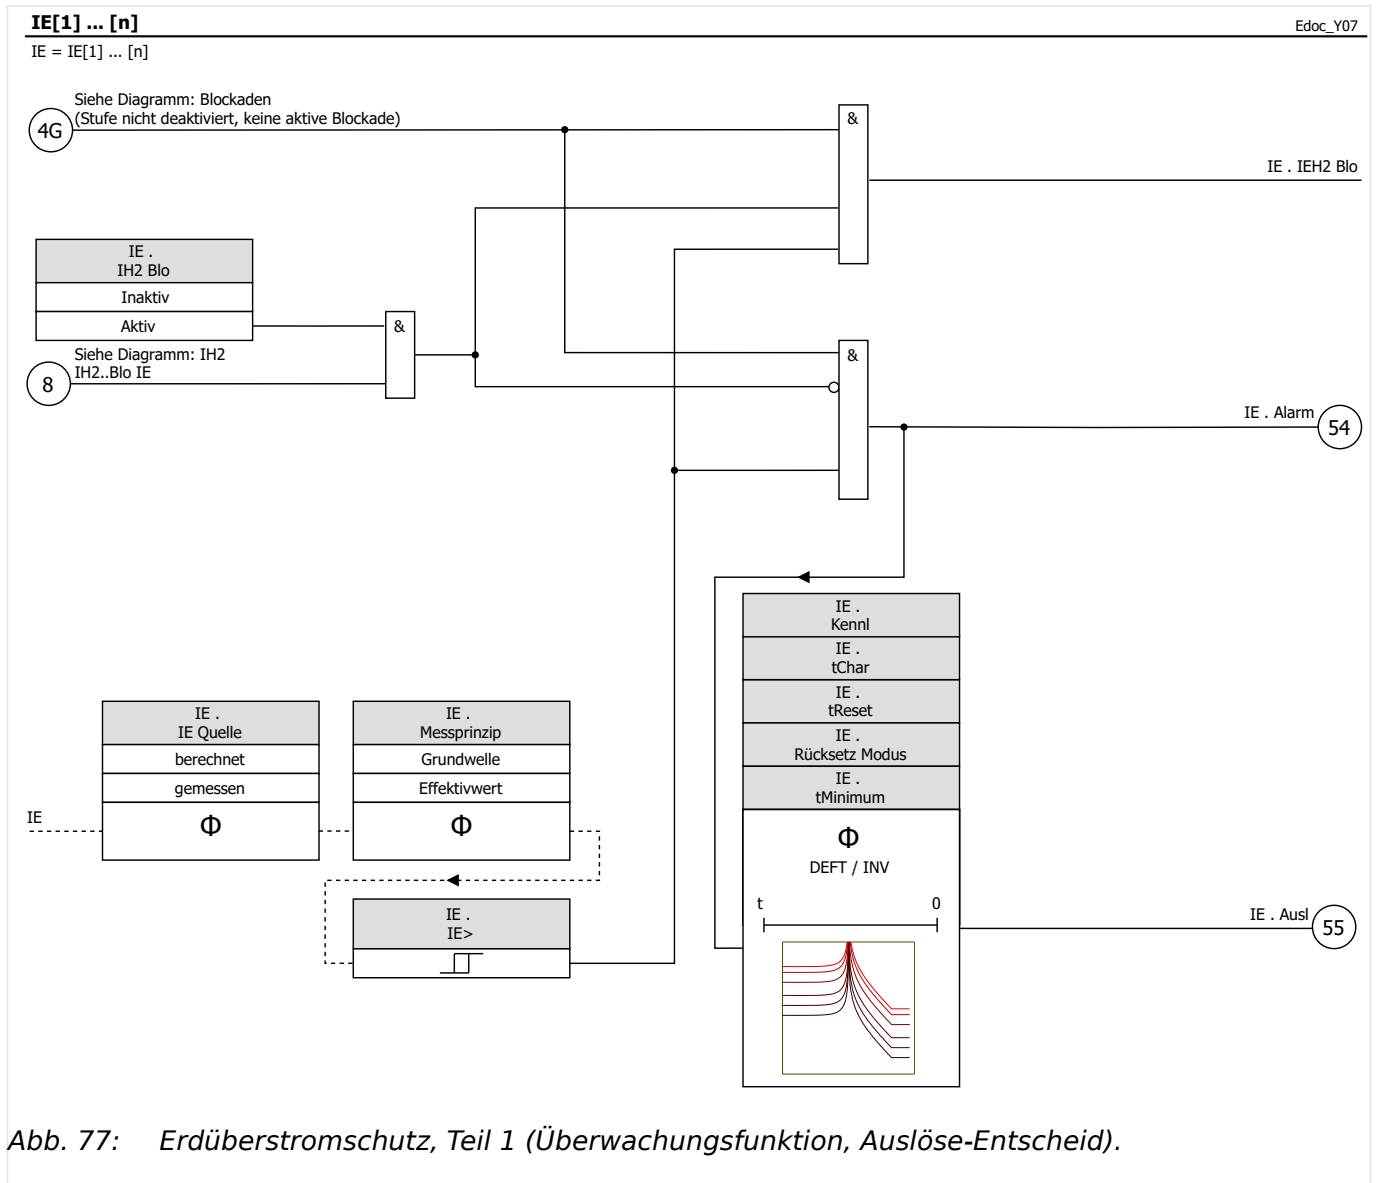 IE[1] ... [n]
Edoc_Y07
IE = IE[1] ... [n]
Siehe Diagramm: Blockaden
(Stufe nicht deaktiviert, keine aktive Blockade)
4G
&
IE . IEH2 Blo
IE .
IH2 Blo
Inaktiv
Aktiv
&
Siehe Diagramm: IH2
IH2..Blo IE
8
&
IE . Alarm
54
IE .
Kennl
IE .
tChar
IE .
tReset
IE .
Rücksetz Modus
IE .
tMinimum
IE .
IE Quelle
berechnet
gemessen
Φ
IE .
Messprinzip
Grundwelle
Effektivwert
Φ
IE
Φ
DEFT / INV
t
0
IE .
IE>
IE . Ausl
55
Abb. 77: Erdüberstromschutz, Teil 1 (Überwachungsfunktion, Auslöse-Entscheid).